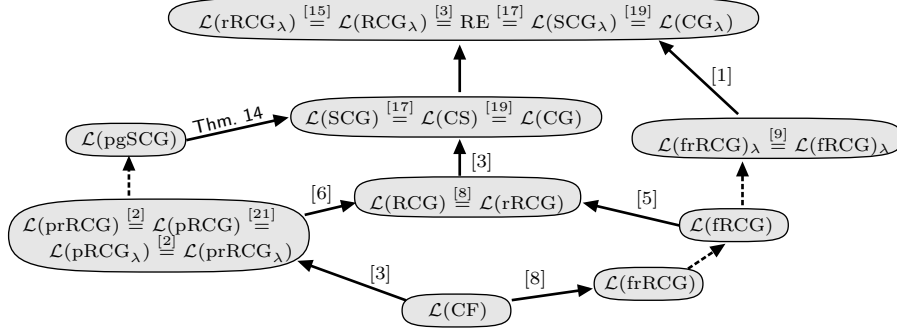 ℒ(rRCG_λ) [15]= ℒ(RCG_λ) [3]= RE [17]= ℒ(SCG_λ) [19]= ℒ(CG_λ)
[1]
Thm. 14
ℒ(SCG) [17]= ℒ(CS) [19]= ℒ(CG)
ℒ(pgSCG)
ℒ(frRCG)_λ [9]= ℒ(fRCG)_λ
[3]
[6]
ℒ(RCG) [8]= ℒ(rRCG)
[5]
ℒ(prRCG) [2]= ℒ(pRCG) [21]=
ℒ(pRCG_λ) [2]= ℒ(prRCG_λ)
ℒ(fRCG)
[3]
[8]
ℒ(frRCG)
ℒ(CF)